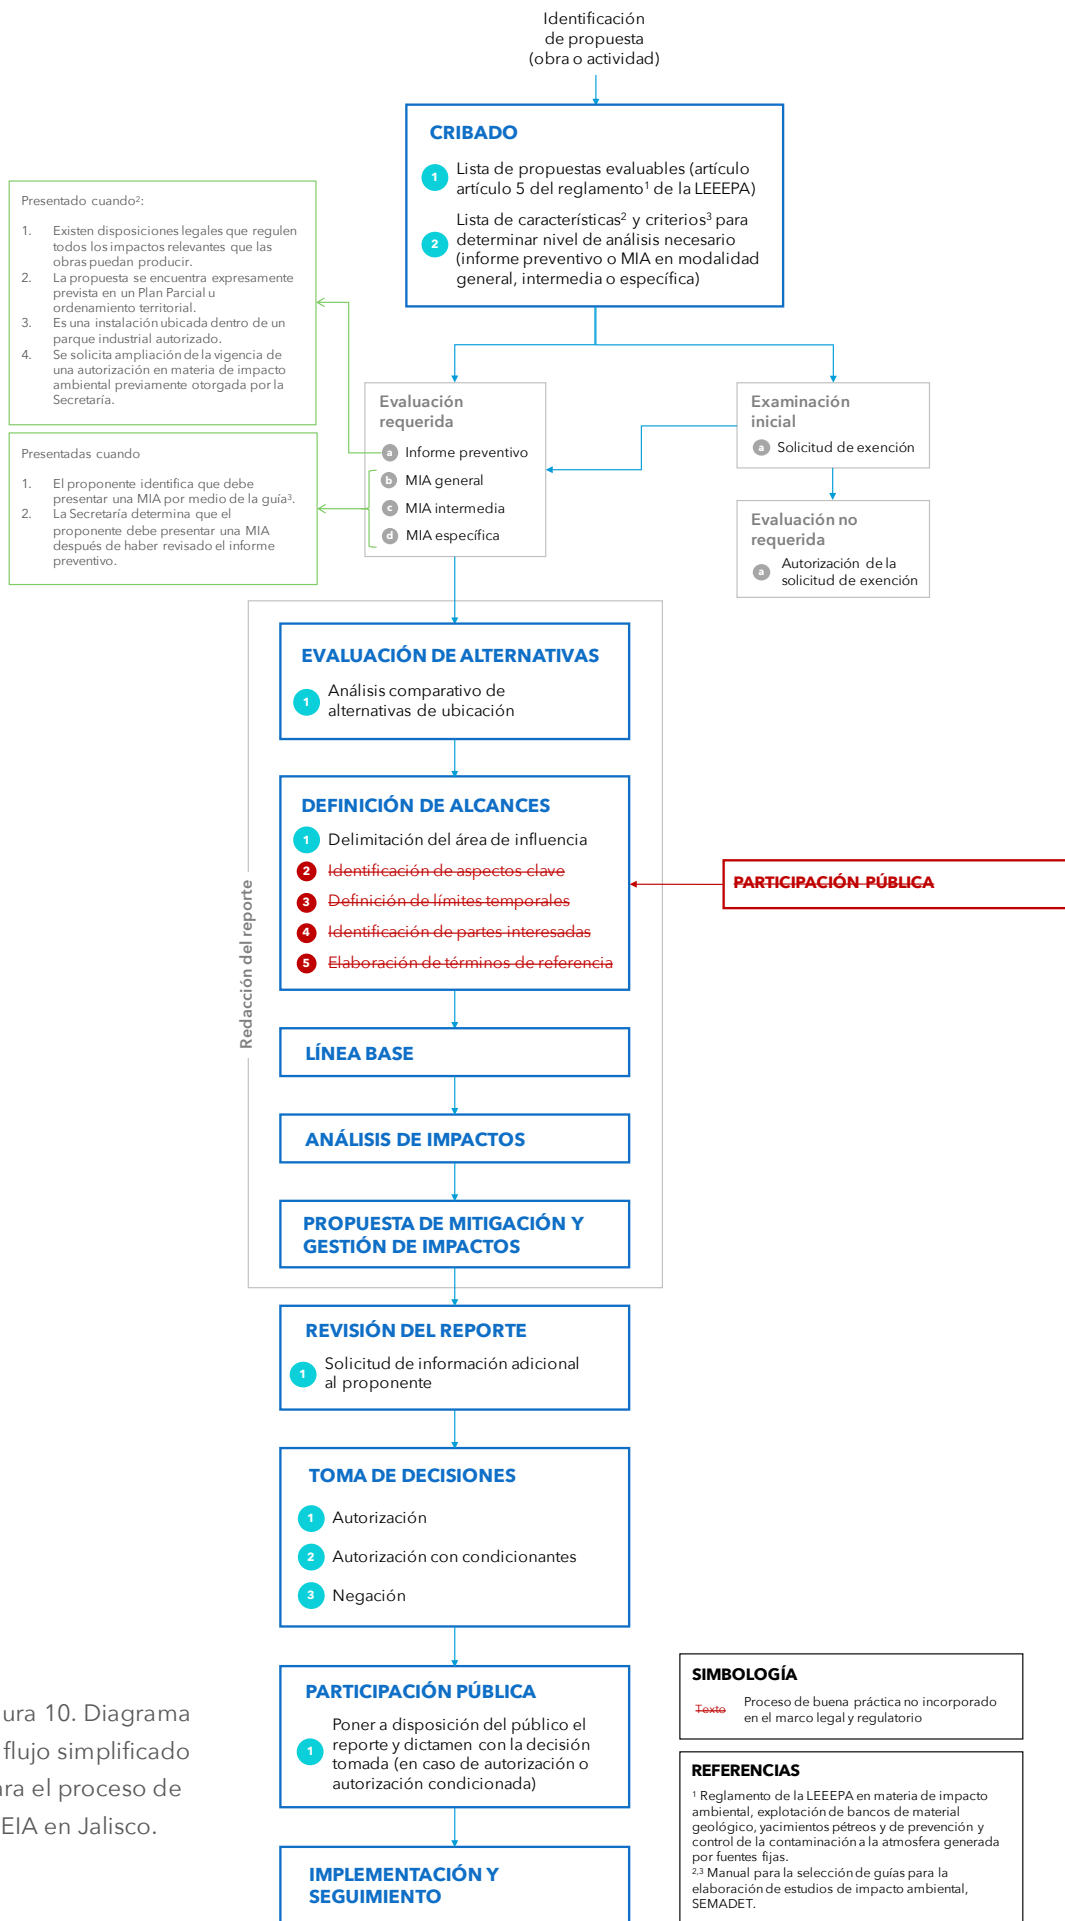 Identificación
de propuesta
(obra o actividad)
CRIBADO
1 Lista de propuestas evaluables (artículo
artículo 5 del reglamento¹ de la LEEEPA)
2 Lista de características² y criterios³ para
determinar nivel de análisis necesario
(informe preventivo o MIA en modalidad
general, intermedia o específica)
Presentado cuando²:
1. Existen disposiciones legales que regulen
todos los impactos relevantes que las
obras puedan producir.
2. La propuesta se encuentra expresamente
prevista en un Plan Parcial u
ordenamiento territorial.
3. Es una instalación ubicada dentro de un
parque industrial autorizado.
4. Se solicita ampliación de la vigencia de
una autorización en materia de impacto
ambiental previamente otorgada por la
Secretaría.
Presentadas cuando
1. El proponente identifica que debe
presentar una MIA por medio de la guía³.
2. La Secretaría determina que el
proponente debe presentar una MIA
después de haber revisado el informe
preventivo.
Evaluación
requerida
a Informe preventivo
b MIA general
c MIA intermedia
d MIA específica
Examinación
inicial
a Solicitud de exención
Evaluación no
requerida
a Autorización de la
solicitud de exención
Redacción del reporte
EVALUACIÓN DE ALTERNATIVAS
1 Análisis comparativo de
alternativas de ubicación
DEFINICIÓN DE ALCANCES
1 Delimitación del área de influencia
2 Identificación de aspectos clave
3 Definición de límites temporales
4 Identificación de partes interesadas
5 Elaboración de términos de referencia
PARTICIPACIÓN PÚBLICA
LÍNEA BASE
ANÁLISIS DE IMPACTOS
PROPUESTA DE MITIGACIÓN Y
GESTIÓN DE IMPACTOS
REVISIÓN DEL REPORTE
1 Solicitud de información adicional
al proponente
TOMA DE DECISIONES
1 Autorización
2 Autorización con condicionantes
3 Negación
PARTICIPACIÓN PÚBLICA
1 Poner a disposición del público el
reporte y dictamen con la decisión
tomada (en caso de autorización o
autorización condicionada)
IMPLEMENTACIÓN Y
SEGUIMIENTO
ura 10. Diagrama
flujo simplificado
ara el proceso de
EIA en Jalisco.
SIMBOLOGÍA
Texto Proceso de buena práctica no incorporado
en el marco legal y regulatorio
REFERENCIAS
¹ Reglamento de la LEEEPA en materia de impacto
ambiental, explotación de bancos de material
geológico, yacimientos pétreos y de prevención y
control de la contaminación a la atmosfera generada
por fuentes fijas.
²,³ Manual para la selección de guías para la
elaboración de estudios de impacto ambiental,
SEMADET.